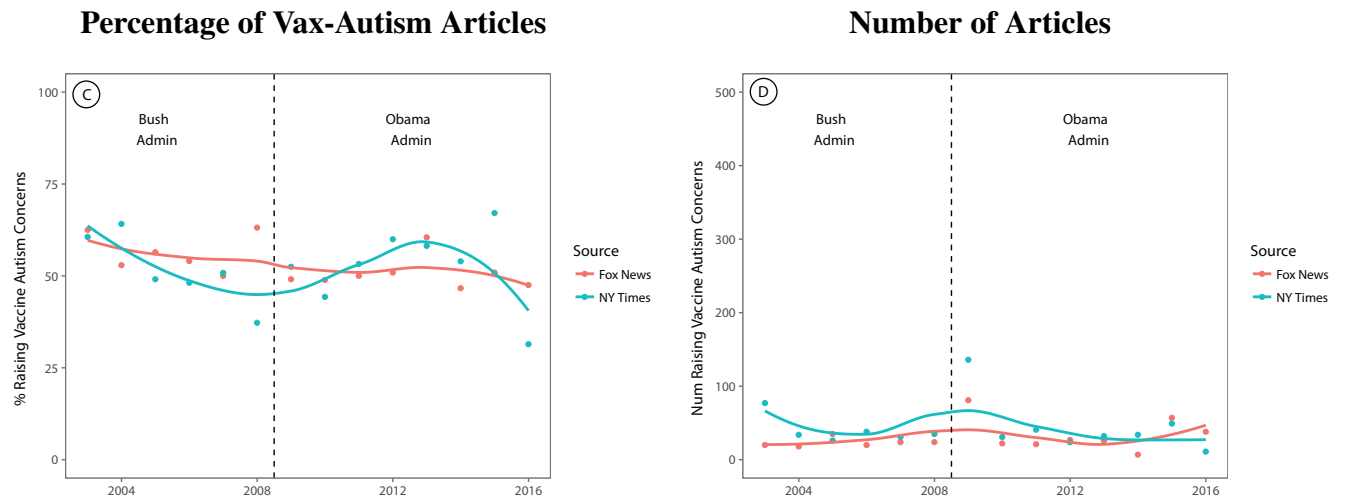 Percentage of Vax-Autism Articles
C
Bush
Admin
Obama
Admin
100
75
50
25
0
% Raising Vaccine Autism Concerns
2004
2008
2012
2016
Source
Fox News
NY Times
Number of Articles
D
Bush
Admin
Obama
Admin
500
400
300
200
100
0
Num Raising Vaccine Autism Concerns
2004
2008
2012
2016
Source
Fox News
NY Times